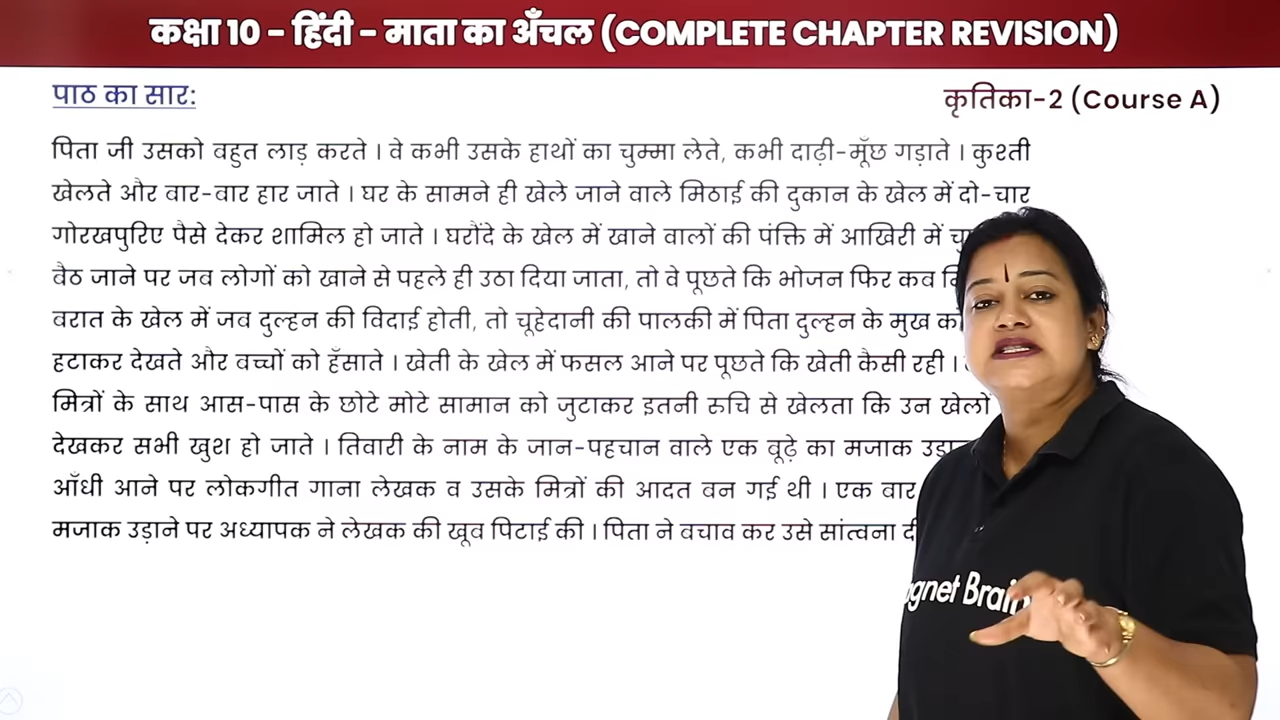 कक्षा 10 - हिंदी - माता का अँचल (COMPLETE CHAPTER REVISION)
पाठ का सार:
कृतिका-2 (Course A)
पिता जी उसको बहुत लाड़ करते । वे कभी उसके हाथों का चुम्मा लेते, कभी दाढ़ी-मूँछ गड़ाते । कुश्ती
खेलते और बार-बार हार जाते । घर के सामने ही खेले जाने वाले मिठाई की दुकान के खेल में दो-चार
गोरखपुरिए पैसे देकर शामिल हो जाते । घरौंदे के खेल में खाने वालों की पंक्ति में आखिरी में
बैठ जाने पर जब लोगों को खाने से पहले ही उठा दिया जाता, तो वे पूछते कि भोजन फिर कब
बरात के खेल में जब दुल्हन की विदाई होती, तो चूहेदानी की पालकी में पिता दुल्हन के मुख
हटाकर देखते और बच्चों को हँसाते । खेती के खेल में फसल आने पर पूछते कि खेती कैसी रही ।
मित्रों के साथ आस-पास के छोटे मोटे सामान को जुटाकर इतनी रुचि से खेलता कि उन खेलों
देखकर सभी खुश हो जाते । तिवारी के नाम के जान-पहचान वाले एक बूढ़े का मजाक
आँधी आने पर लोकगीत गाना लेखक व उसके मित्रों की आदत बन गई थी । एक बार
मजाक उड़ाने पर अध्यापक ने लेखक की खूब पिटाई की । पिता ने बचाव कर उसे सांत्वना